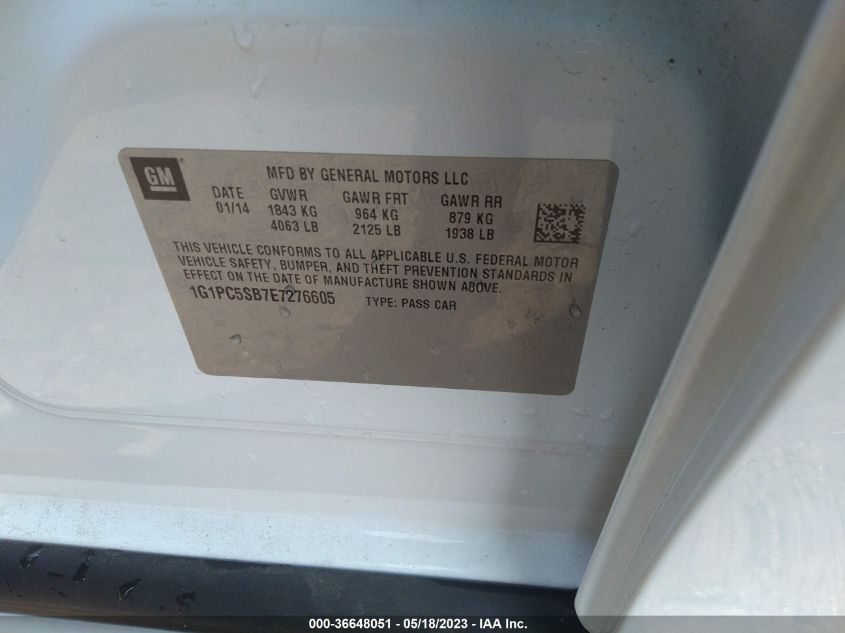 GM
MFD BY GENERAL MOTORS LLC
DATE GVWR GAWR FRT GAWR RR
01/14 1843 KG 964 KG 879 KG
4063 LB 2125 LB 1938 LB
THIS VEHICLE CONFORMS TO ALL APPLICABLE U.S. FEDERAL MOTOR
VEHICLE SAFETY, BUMPER, AND THEFT PREVENTION STANDARDS IN
EFFECT ON THE DATE OF MANUFACTURE SHOWN ABOVE.
1G1PC5SB7E7276605 TYPE: PASS CAR
000-36648051 - 05/18/2023 - IAA Inc.